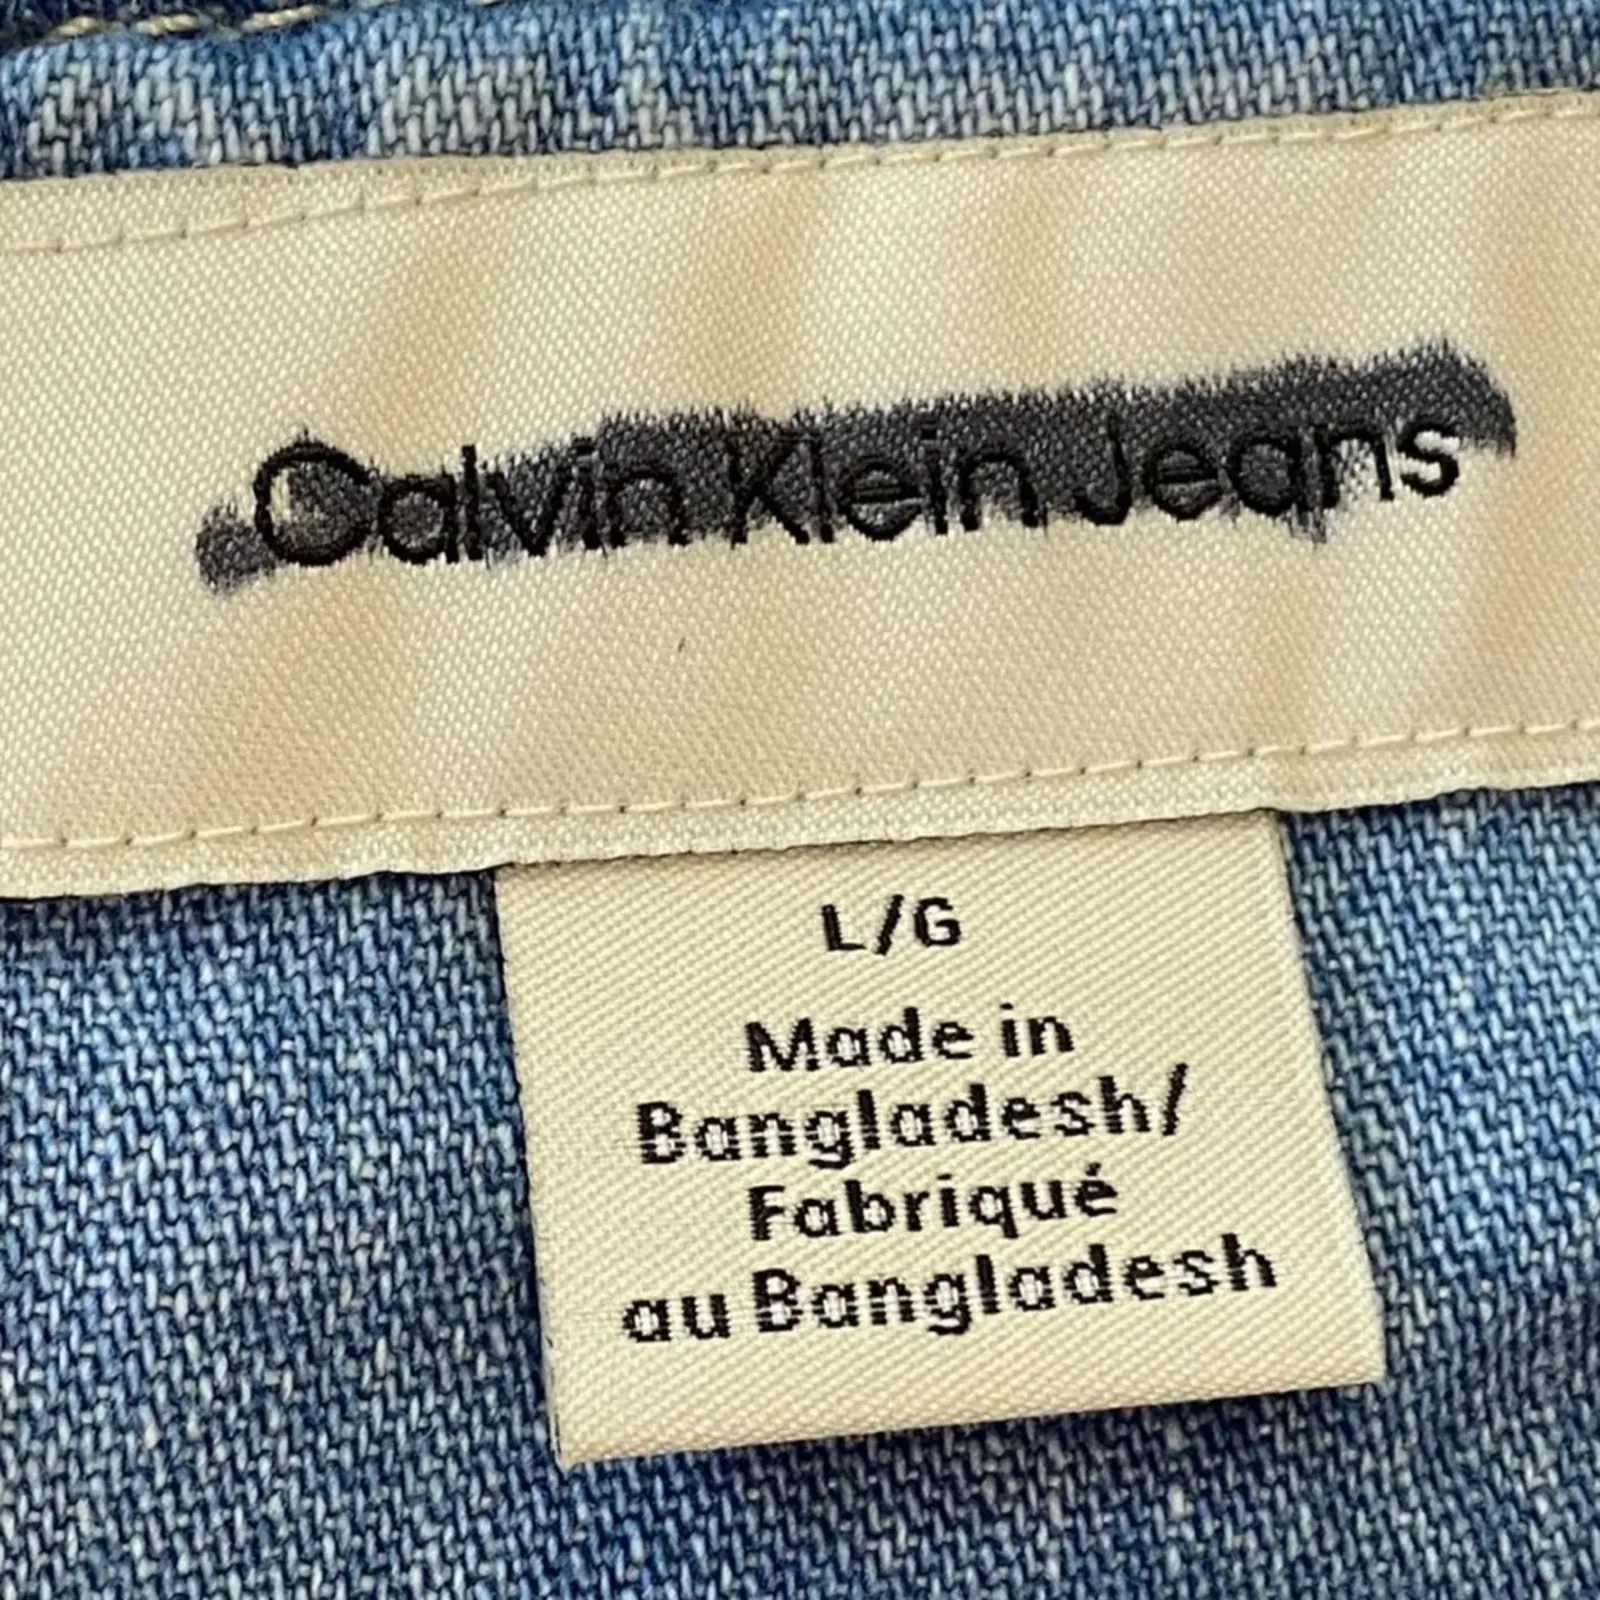 Calvin Klein Jeans
L/G
Made in
Bangladesh/
Fabriqué
au Bangladesh